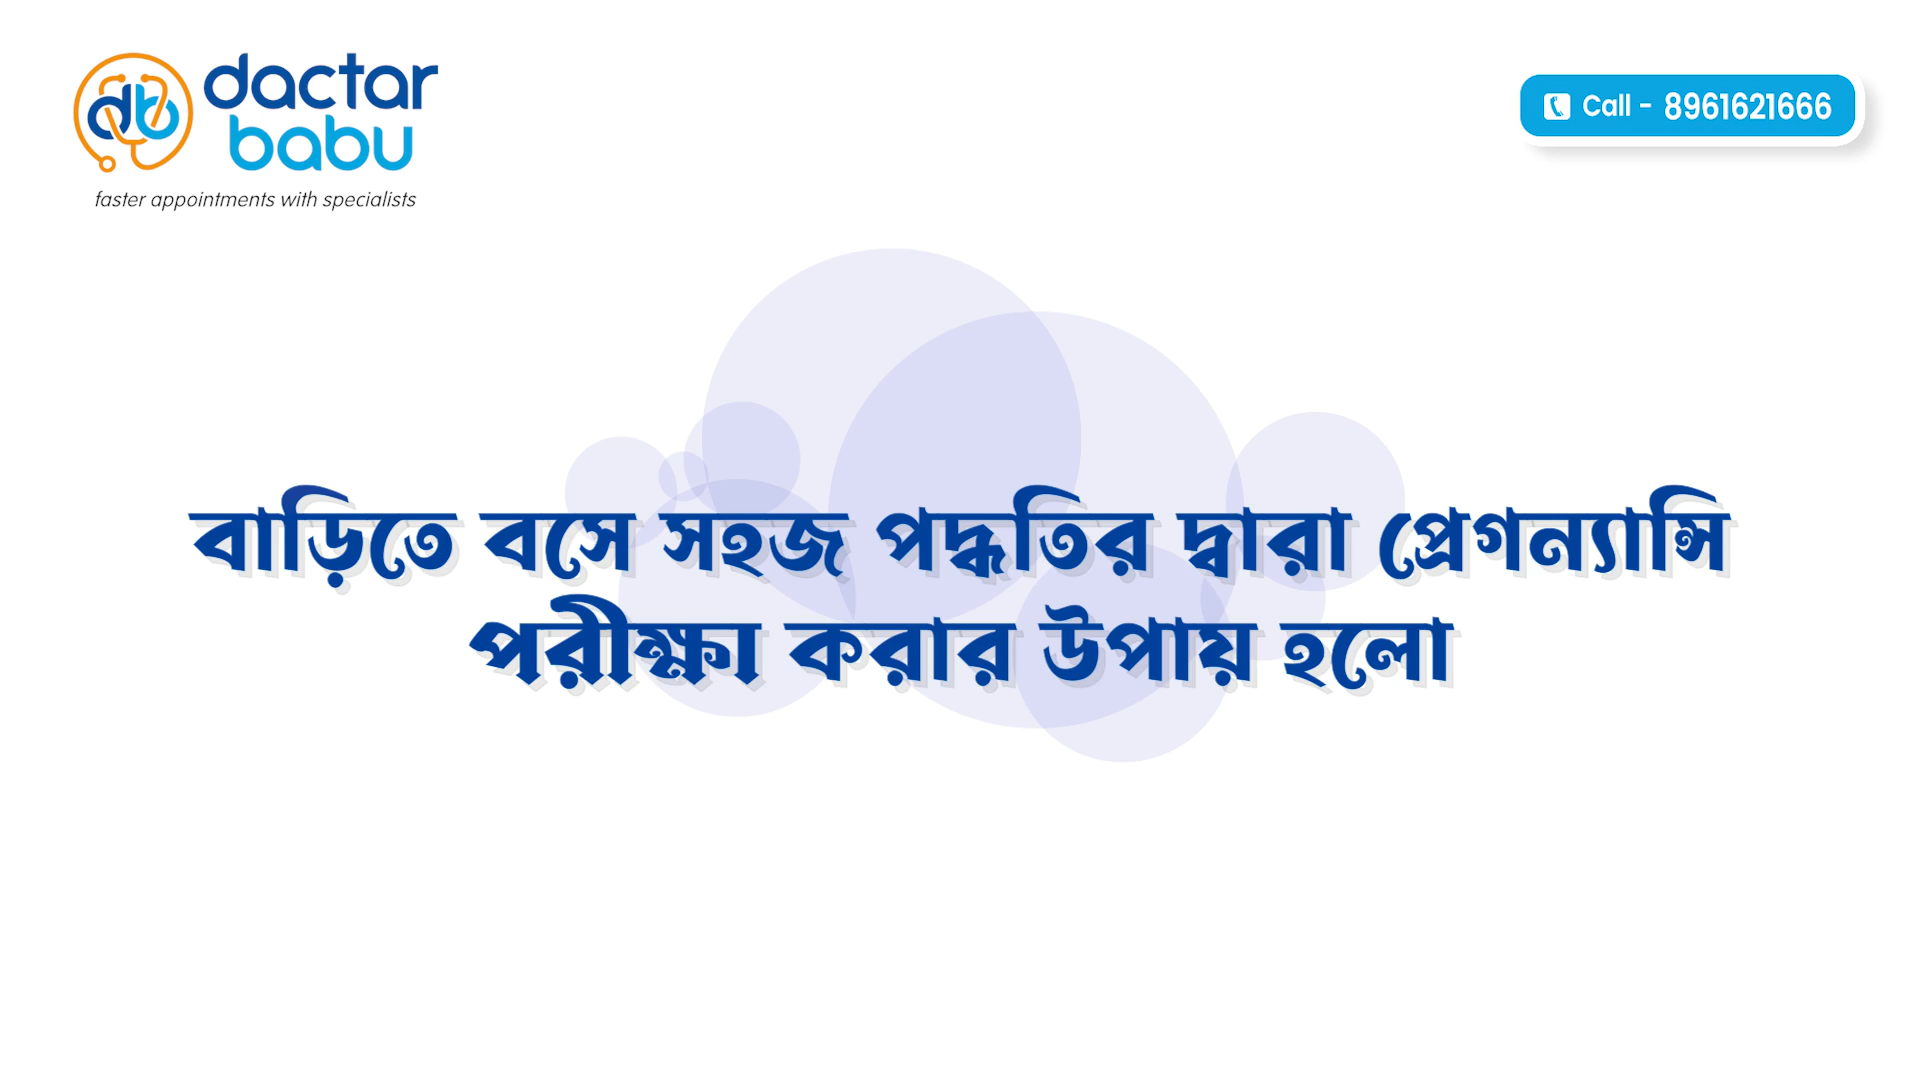 dactar
babu
faster appointments with specialists
Call - 8961621666
বাড়িতে বসে সহজ পদ্ধতির দ্বারা প্রেগন্যান্সি
পরীক্ষা করার উপায় হলো